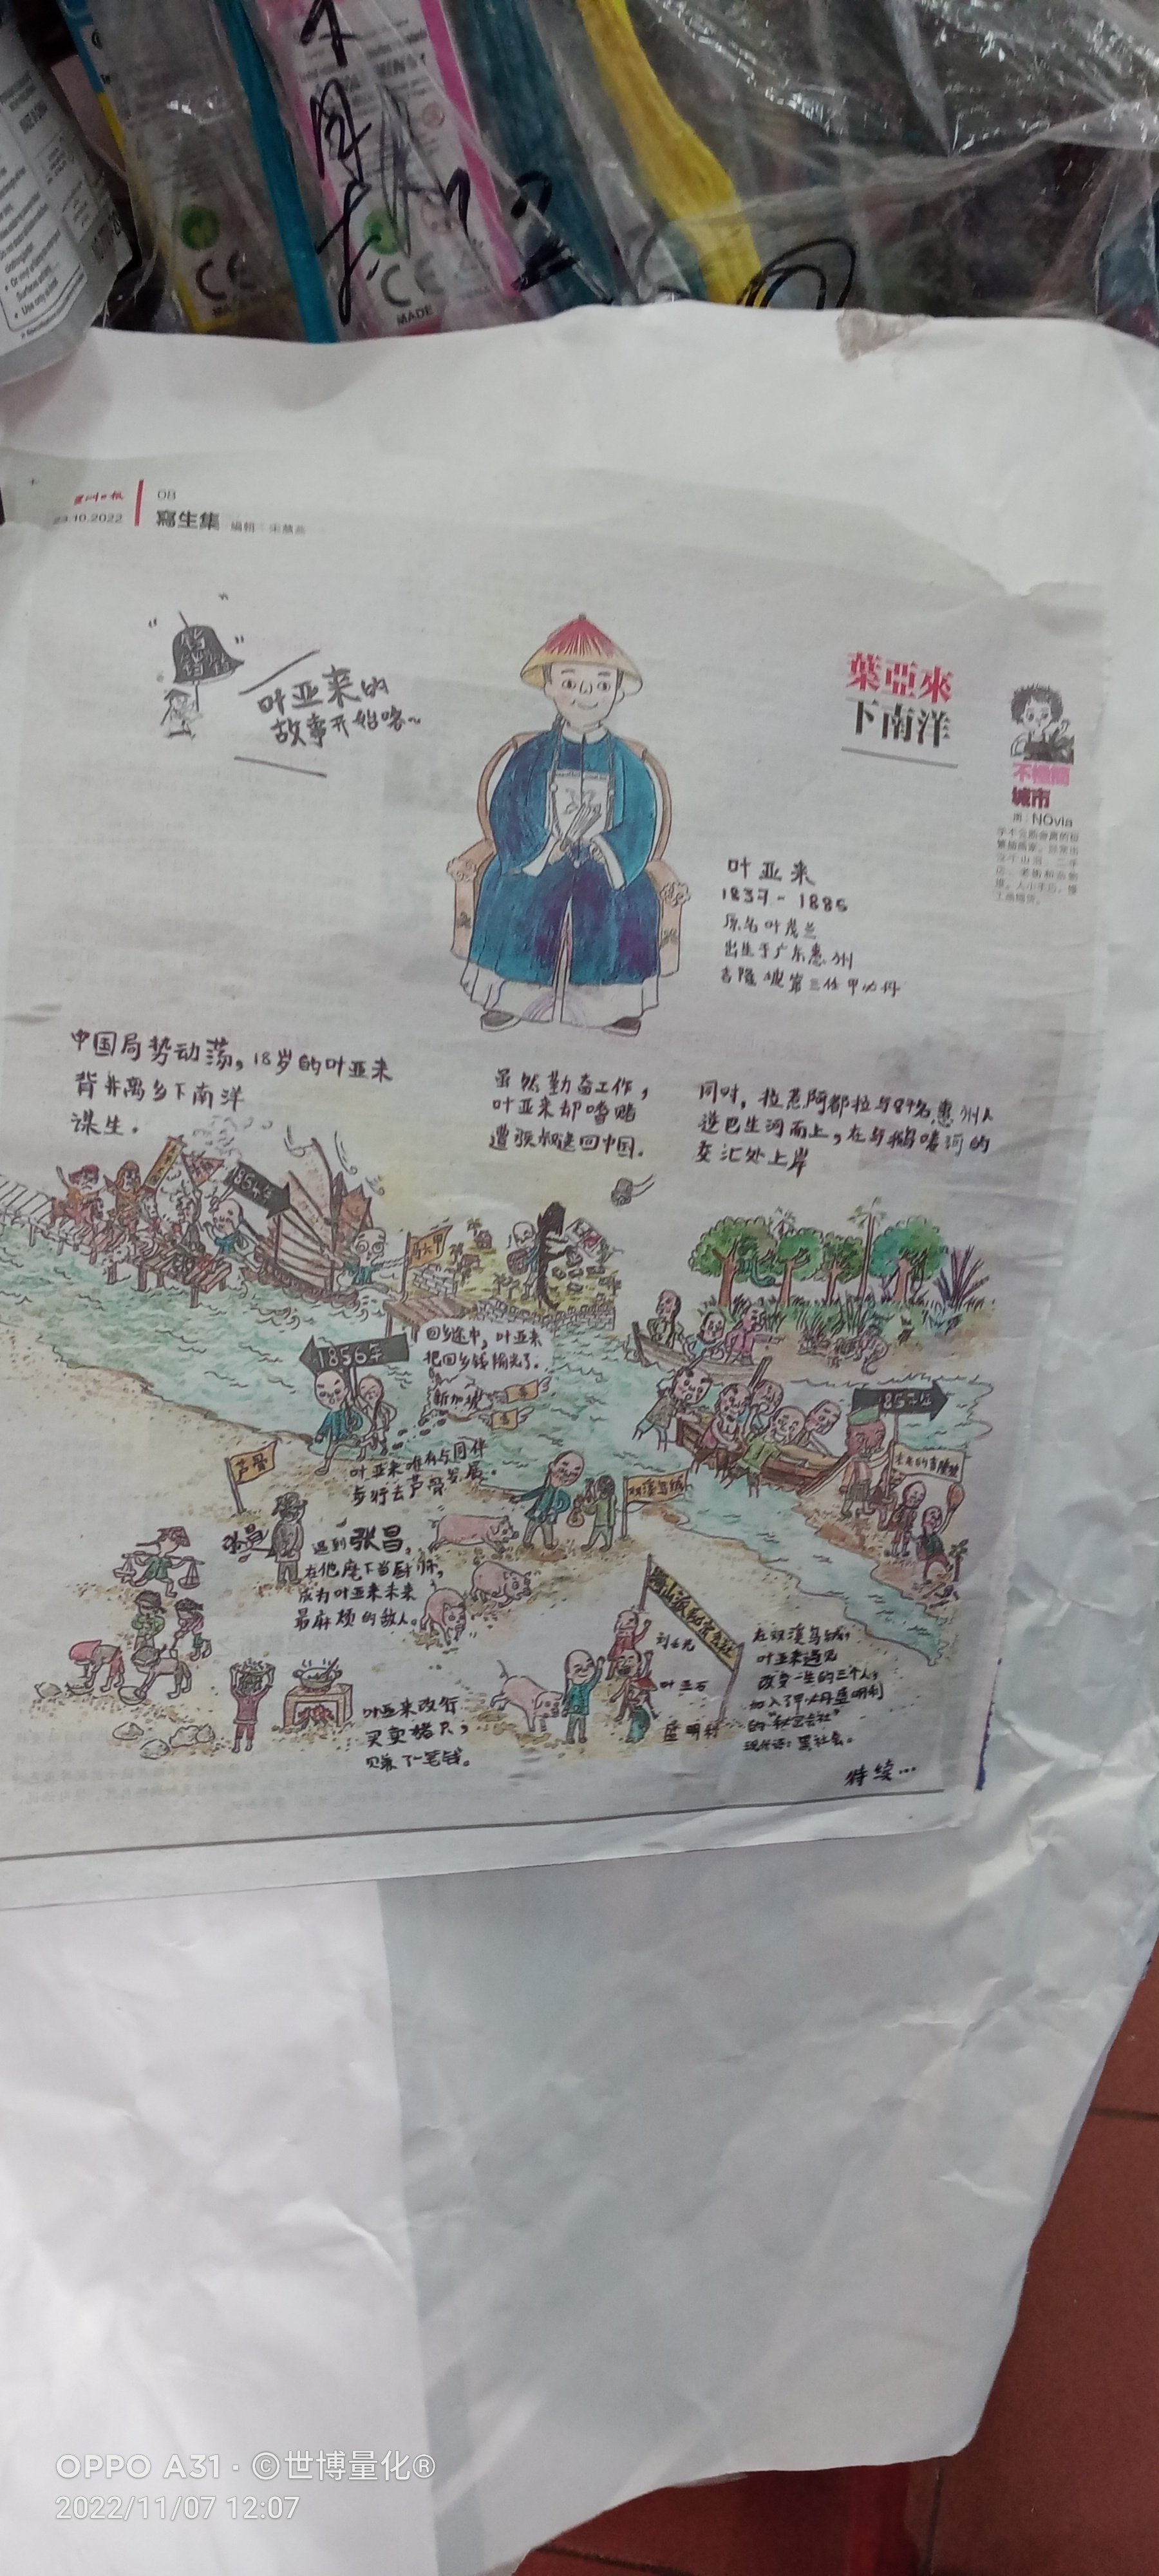 CE
CE
MADE
星洲日报
23.10.2022
08
寫生集
叶亚来的
故事开始咯~
葉亞來
下南洋
城市
NOvia
叶亚来
1837 - 1885
原名叶茂兰
出生于广东惠州
吉隆坡第三任甲必丹
中国局势动荡，18岁的叶亚来
背井离乡下南洋
谋生.
虽然勤奋工作，
叶亚来却嗜赌
遭叔叔送回中国.
同时，拉惹阿都拉与87名惠州人
逆巴生河而上，在与鹅唛河的
交汇处上岸
1854年
马六甲
回乡途中，叶亚来
把回乡钱输光了.
1856年
新加坡
叶亚来唯有与同伴
步行去芦骨发展.
1857年
未来的吉隆坡
芦骨
双溪乌绒
张昌
遇到张昌，
在他麾下当厨师，
成为叶亚来未来
最麻烦的敌人.
叶亚来改行
买卖猪只，
赚了一笔钱.
刘壬光
叶三石
盛明利
在双溪乌绒，
叶亚来遇见
改变一生的三个人，
加入了甲必丹盛明利
的"秘密会社"
现代话：黑社会.
待续…
OPPO A31 · ©世博量化®
2022/11/07 12:07